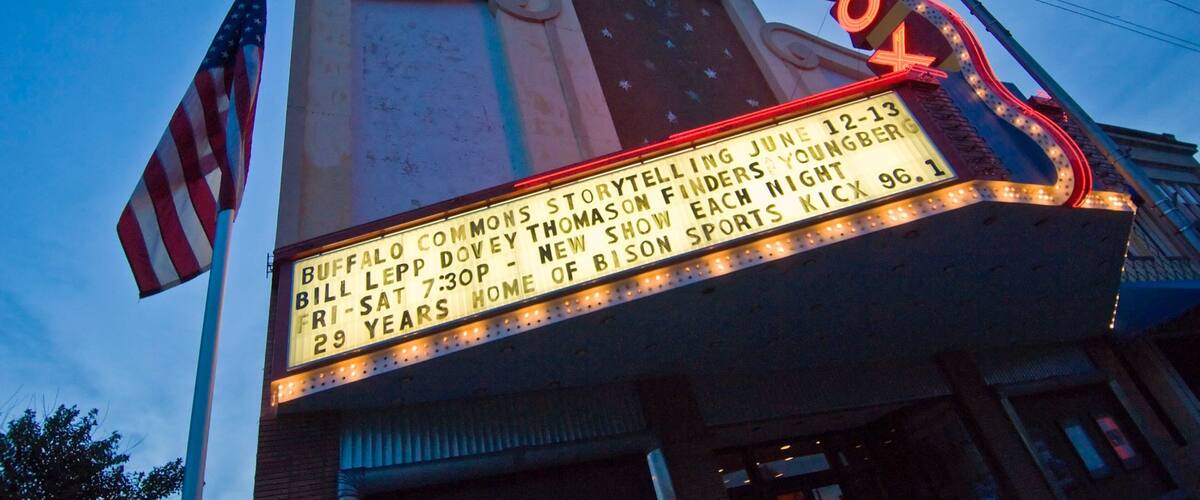 OX
BUFFALO COMMONS STORYTELLING JUNE 12-13
BILL LEPP DOVEY THOMASON FINDERS&YOUNGBERG
FRI-SAT 7:30P - NEW SHOW EACH NIGHT
29 YEARS HOME OF BISON SPORTS KICX 96.1